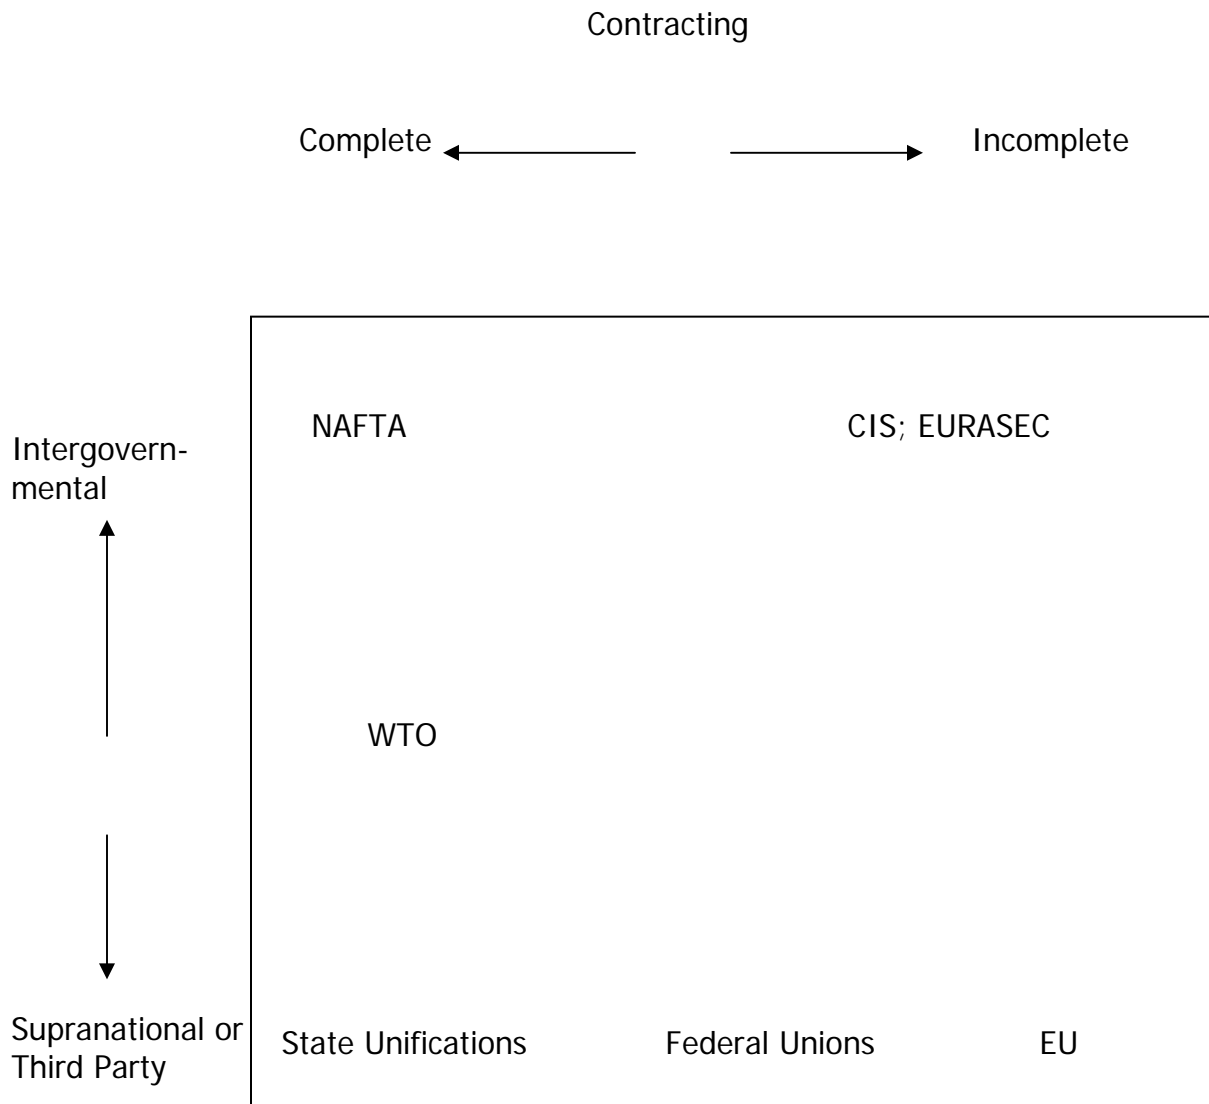 Contracting
Complete
Incomplete
NAFTA
CIS; EURASEC
Intergovern-
mental
WTO
Supranational or
Third Party
State Unifications
Federal Unions
EU